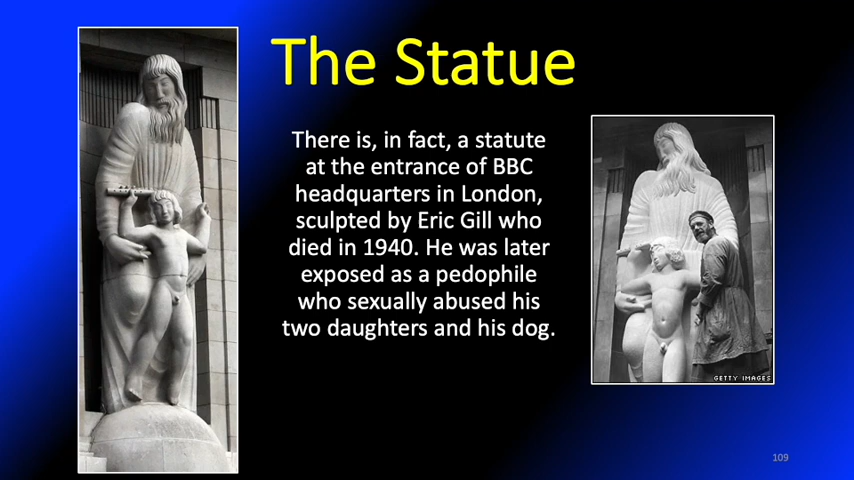 The Statue
There is, in fact, a statute
at the entrance of BBC
headquarters in London,
sculpted by Eric Gill who
died in 1940. He was later
exposed as a pedophile
who sexually abused his
two daughters and his dog.
GETTY IMAGES
109